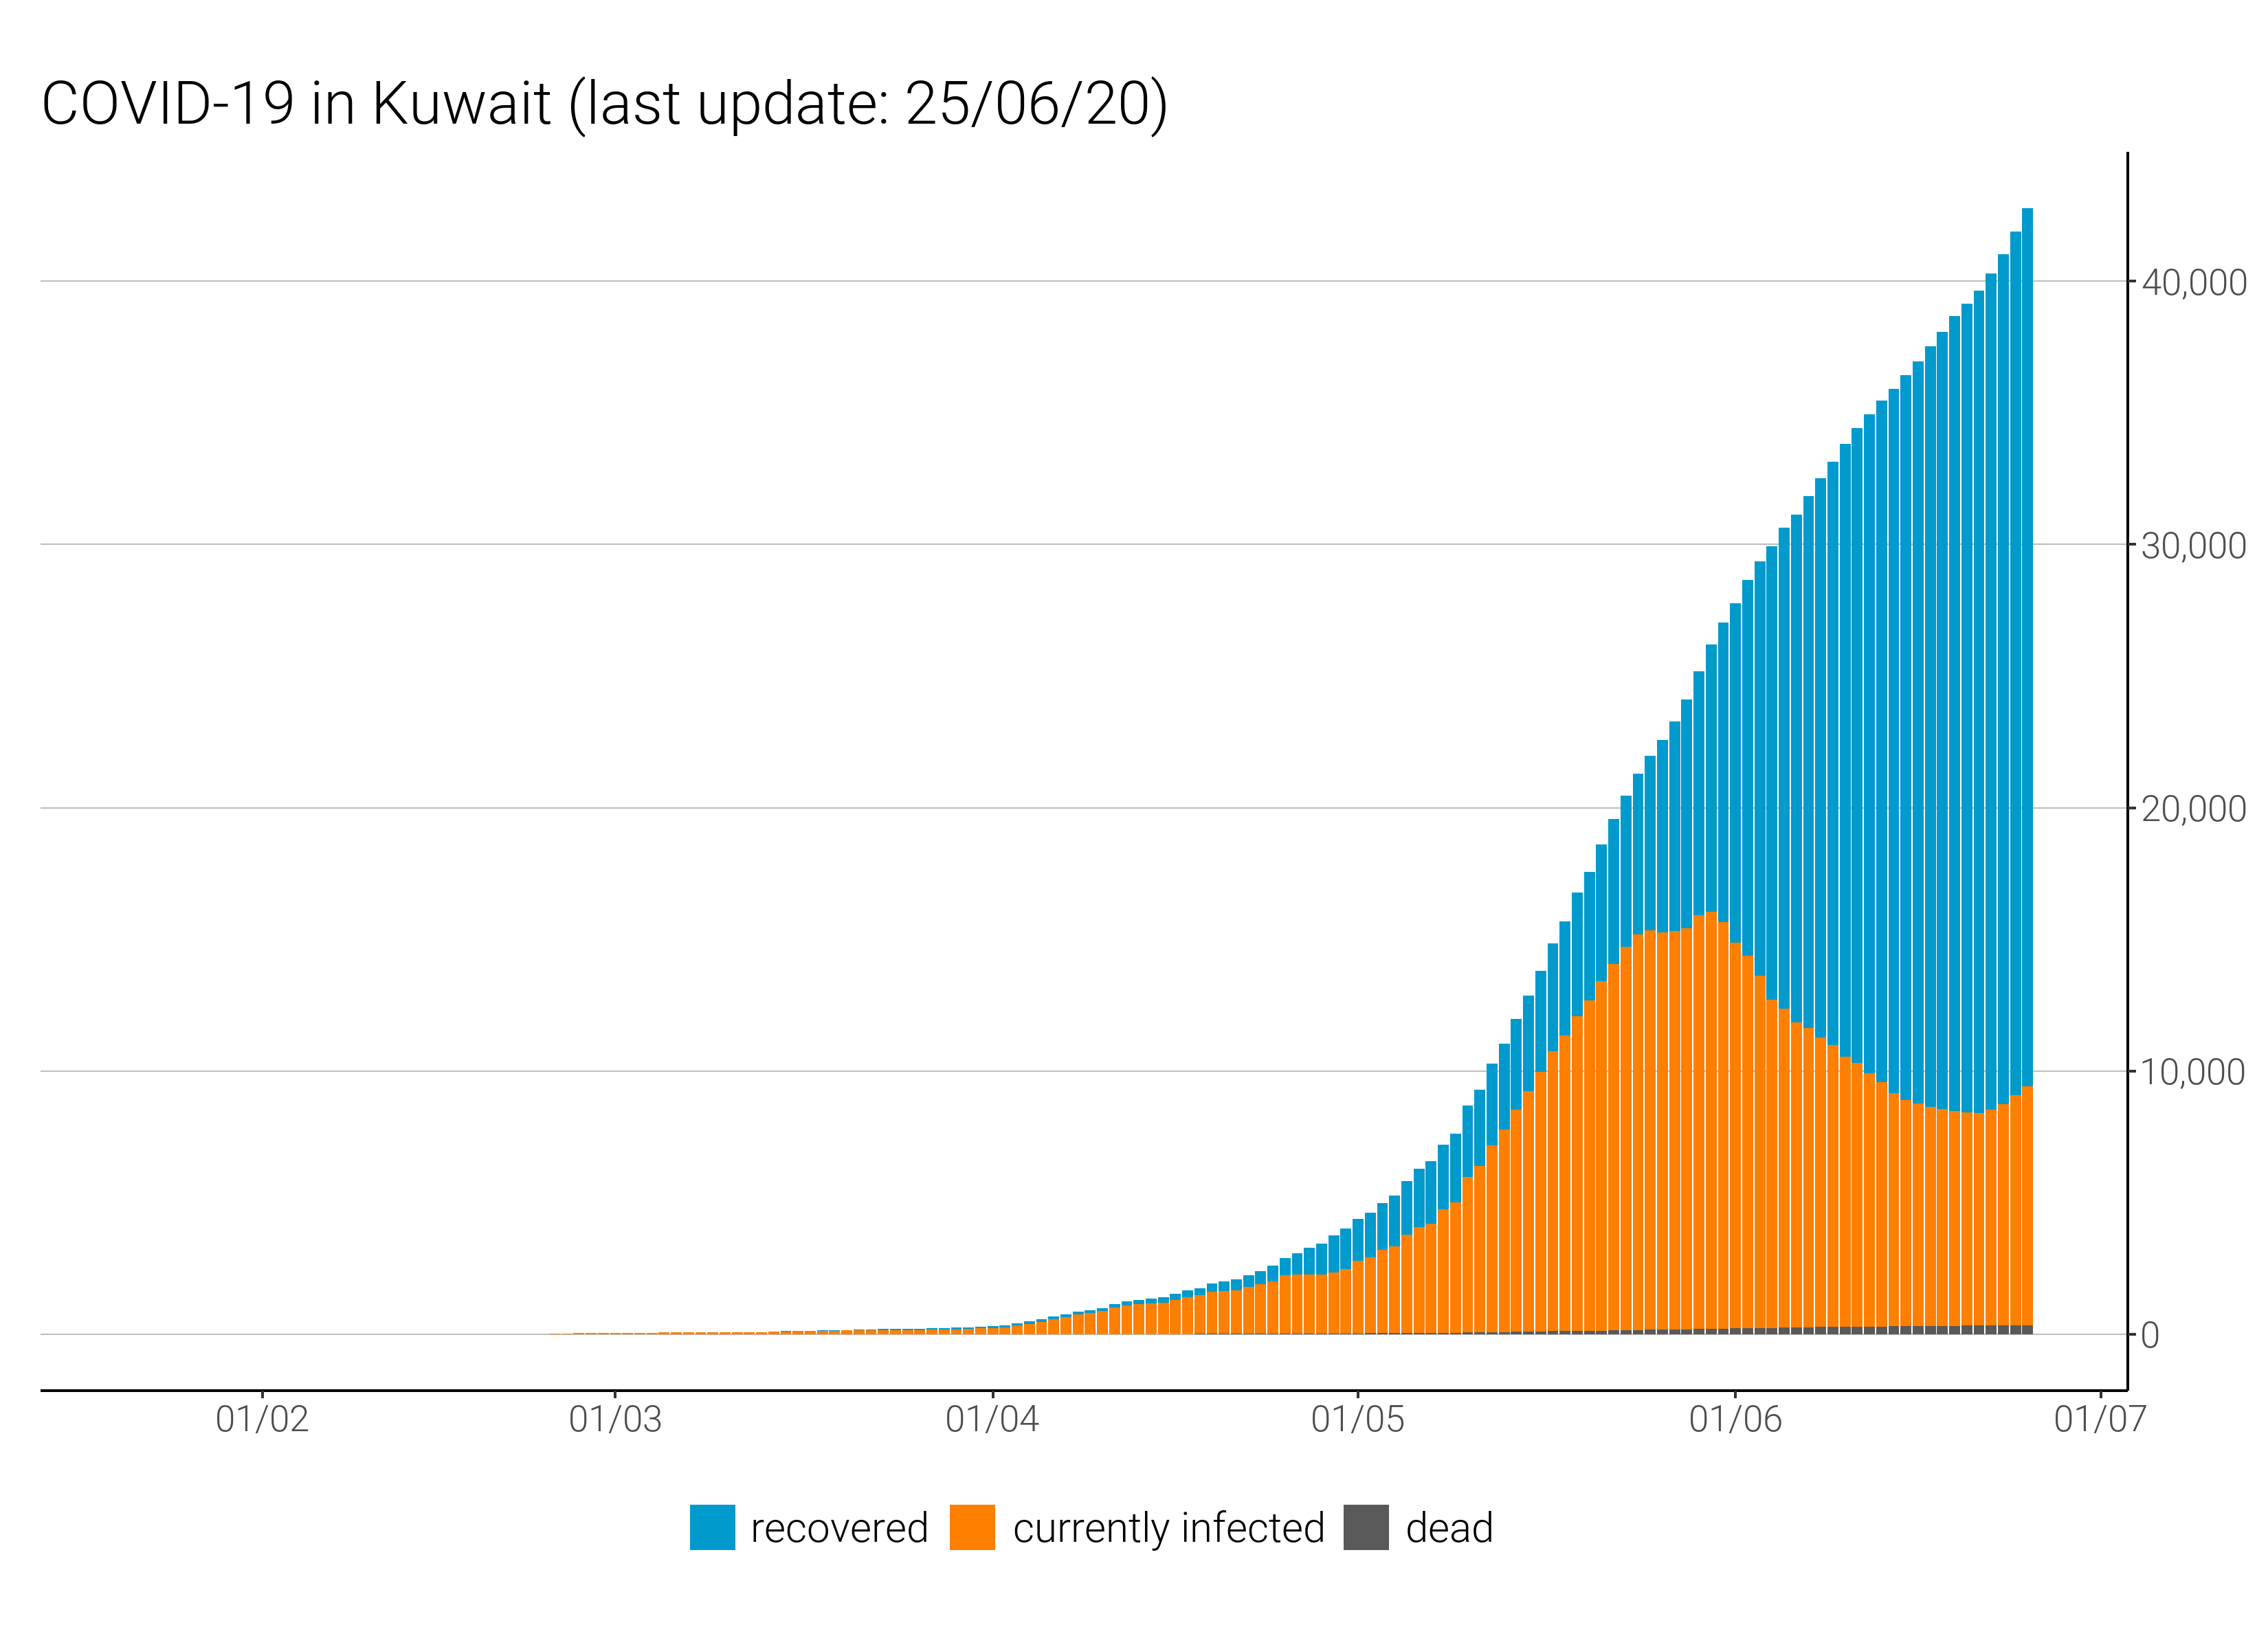 COVID-19 in Kuwait (last update: 25/06/20)
40,000
30,000
20,000
10,000
0
01/02 01/03 01/04 01/05 01/06 01/07
recovered currently infected dead